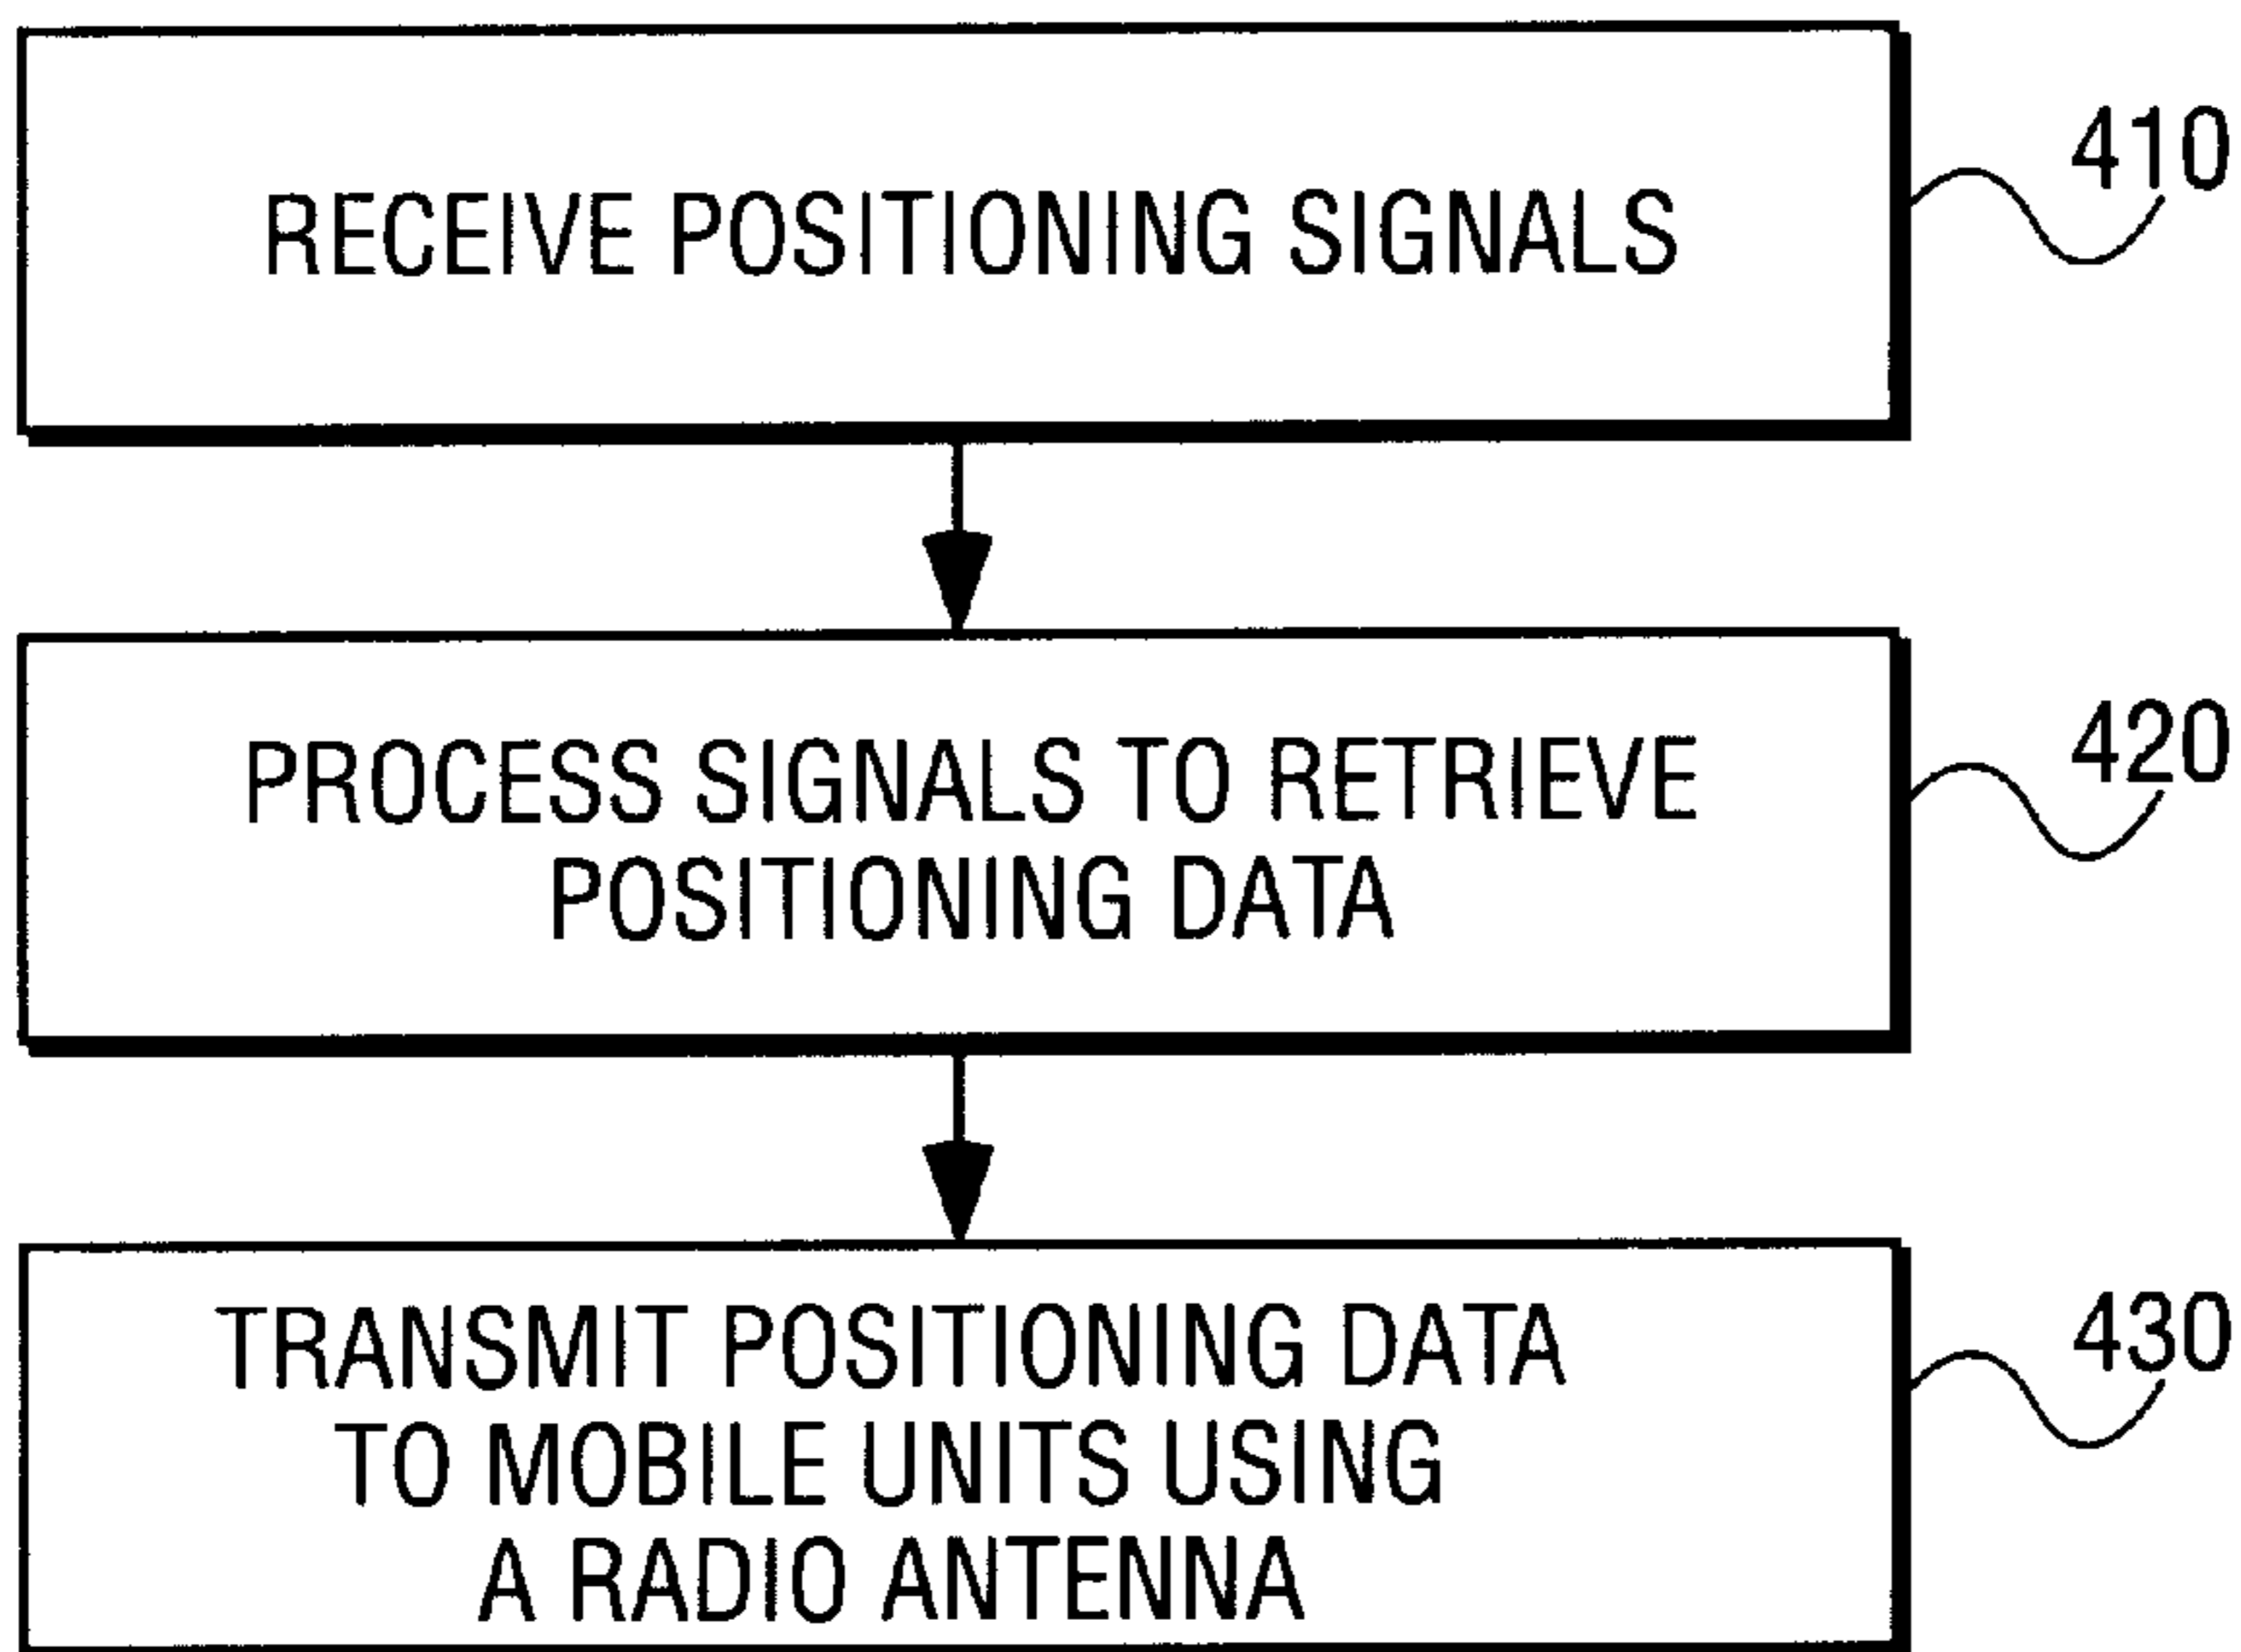 RECEIVE POSITIONING SIGNALS
410
PROCESS SIGNALS TO RETRIEVE
POSITIONING DATA
420
TRANSMIT POSITIONING DATA
TO MOBILE UNITS USING
A RADIO ANTENNA
430